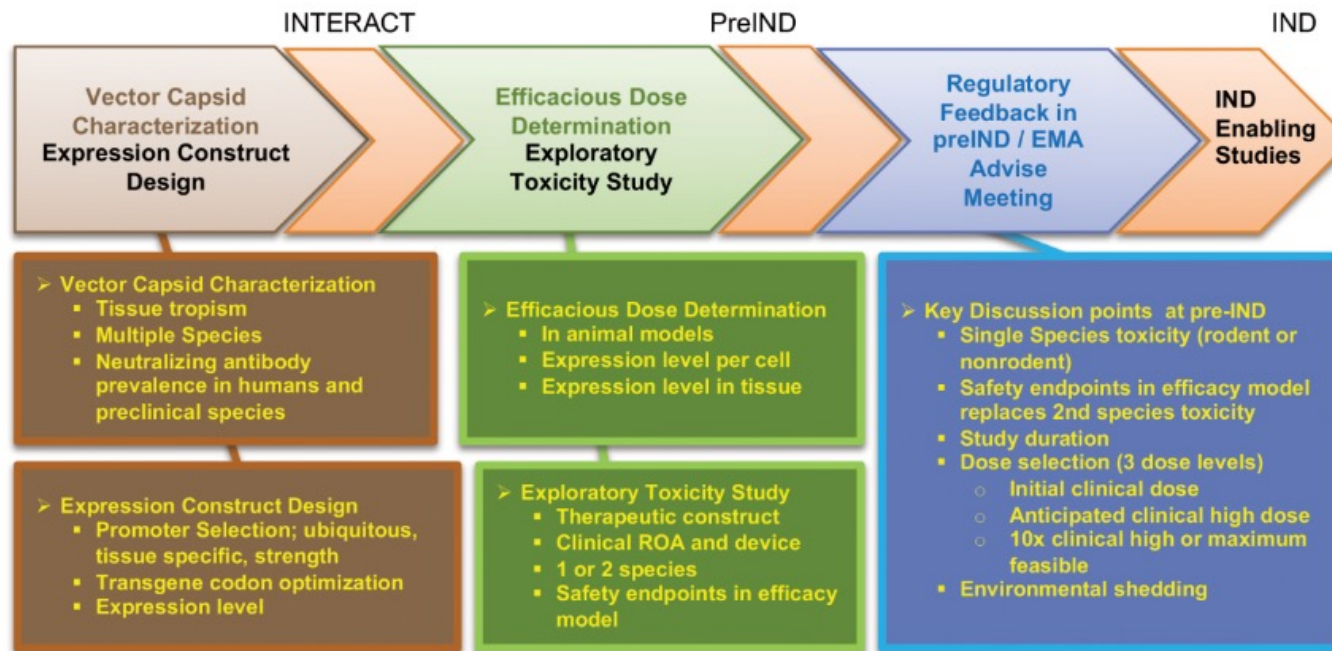 INTERACT
PreIND
IND
Vector Capsid
Characterization
Expression Construct
Design
Efficacious Dose
Determination
Exploratory
Toxicity Study
Regulatory
Feedback in
preIND / EMA
Advise
Meeting
IND
Enabling
Studies
➢ Vector Capsid Characterization
▪ Tissue tropism
▪ Multiple Species
▪ Neutralizing antibody
prevalence in humans and
preclinical species
➢ Expression Construct Design
▪ Promoter Selection; ubiquitous,
tissue specific, strength
▪ Transgene codon optimization
▪ Expression level
➢ Efficacious Dose Determination
▪ In animal models
▪ Expression level per cell
▪ Expression level in tissue
➢ Exploratory Toxicity Study
▪ Therapeutic construct
▪ Clinical ROA and device
▪ 1 or 2 species
▪ Safety endpoints in efficacy
model
➢ Key Discussion points at pre-IND
▪ Single Species toxicity (rodent or
nonrodent)
▪ Safety endpoints in efficacy model
replaces 2nd species toxicity
▪ Study duration
▪ Dose selection (3 dose levels)
○ Initial clinical dose
○ Anticipated clinical high dose
○ 10x clinical high or maximum
feasible
▪ Environmental shedding